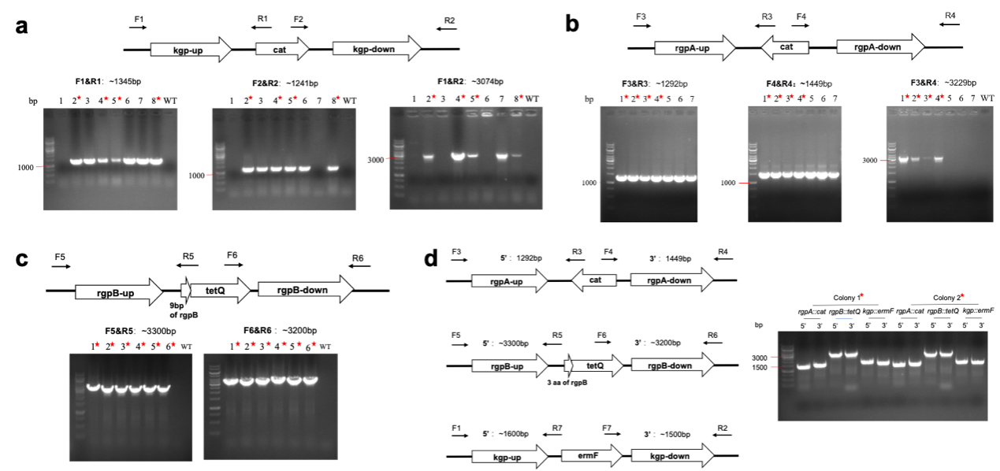 a
F1 R1 F2 R2
kgp-up cat kgp-down
F1&R1: ~1345bp
bp 1 2* 3 4* 5* 6 7 8* WT
1000
F2&R2: ~1241bp
1 2* 3 4* 5* 6 7 8* WT
1000
F1&R2: ~3074bp
1 2* 3 4* 5* 6 7 8* WT
3000
b
F3 R3 F4 R4
rgpA-up cat rgpA-down
F3&R3: ~1292bp
bp 1* 2* 3* 4* 5 6 7
1000
F4&R4: ~1449bp
1* 2* 3* 4* 5 6 7
1000
F3&R4: ~3229bp
1* 2* 3* 4* 5 6 7 WT
3000
c
F5 R5 F6 R6
rgpB-up tetQ rgpB-down
9bp
of rgpB
F5&R5: ~3300bp
1* 2* 3* 4* 5* 6* WT
F6&R6: ~3200bp
1* 2* 3* 4* 5* 6* WT
d
F3 5' : 1292bp R3 F4 3' : 1449bp R4
rgpA-up cat rgpA-down
F5 5' : ~3300bp R5 F6 3' : ~3200bp R6
rgpB-up tetQ rgpB-down
3 aa of rgpB
F1 5' : ~1600bp R7 F7 3' : ~1500bp R2
kgp-up ermF kgp-down
Colony 1* Colony 2*
rgpA::cat rgpB::tetQ kgp::ermF rgpA::cat rgpB::tetQ kgp::ermF
bp 5' 3' 5' 3' 5' 3' 5' 3' 5' 3' 5' 3'
3000
1500